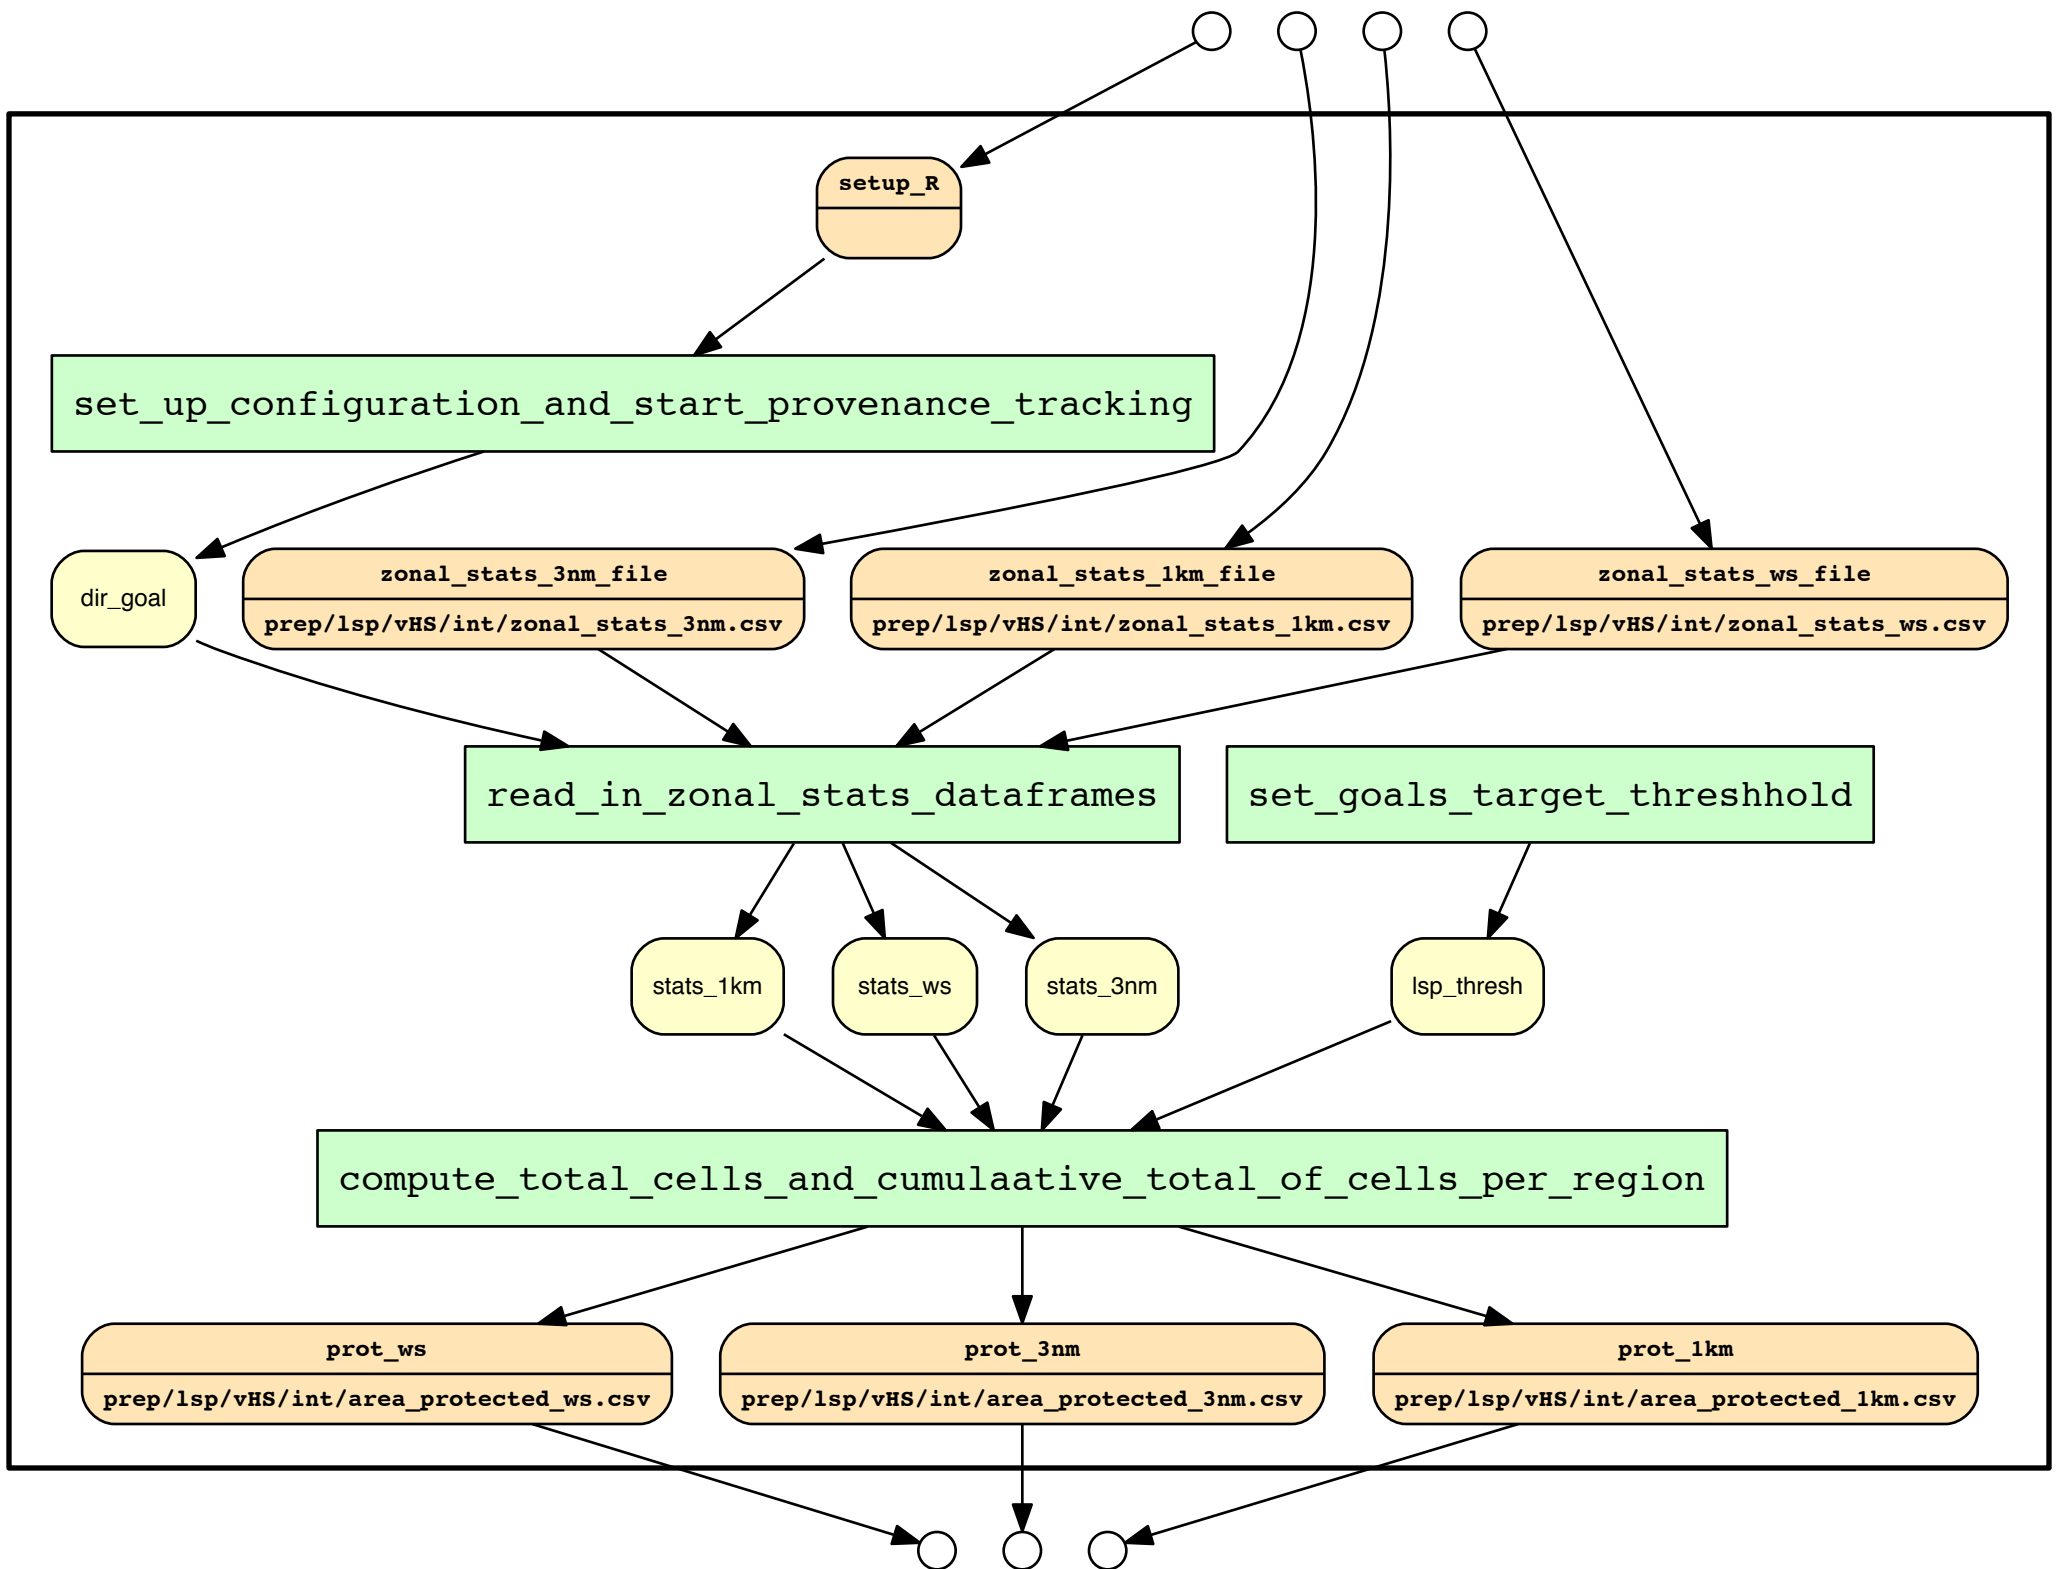 setup_R
set_up_configuration_and_start_provenance_tracking
dir_goal
zonal_stats_3nm_file
prep/lsp/vHS/int/zonal_stats_3nm.csv
zonal_stats_1km_file
prep/lsp/vHS/int/zonal_stats_1km.csv
zonal_stats_ws_file
prep/lsp/vHS/int/zonal_stats_ws.csv
read_in_zonal_stats_dataframes
set_goals_target_threshhold
stats_1km
stats_ws
stats_3nm
lsp_thresh
compute_total_cells_and_cumulaative_total_of_cells_per_region
prot_ws
prep/lsp/vHS/int/area_protected_ws.csv
prot_3nm
prep/lsp/vHS/int/area_protected_3nm.csv
prot_1km
prep/lsp/vHS/int/area_protected_1km.csv